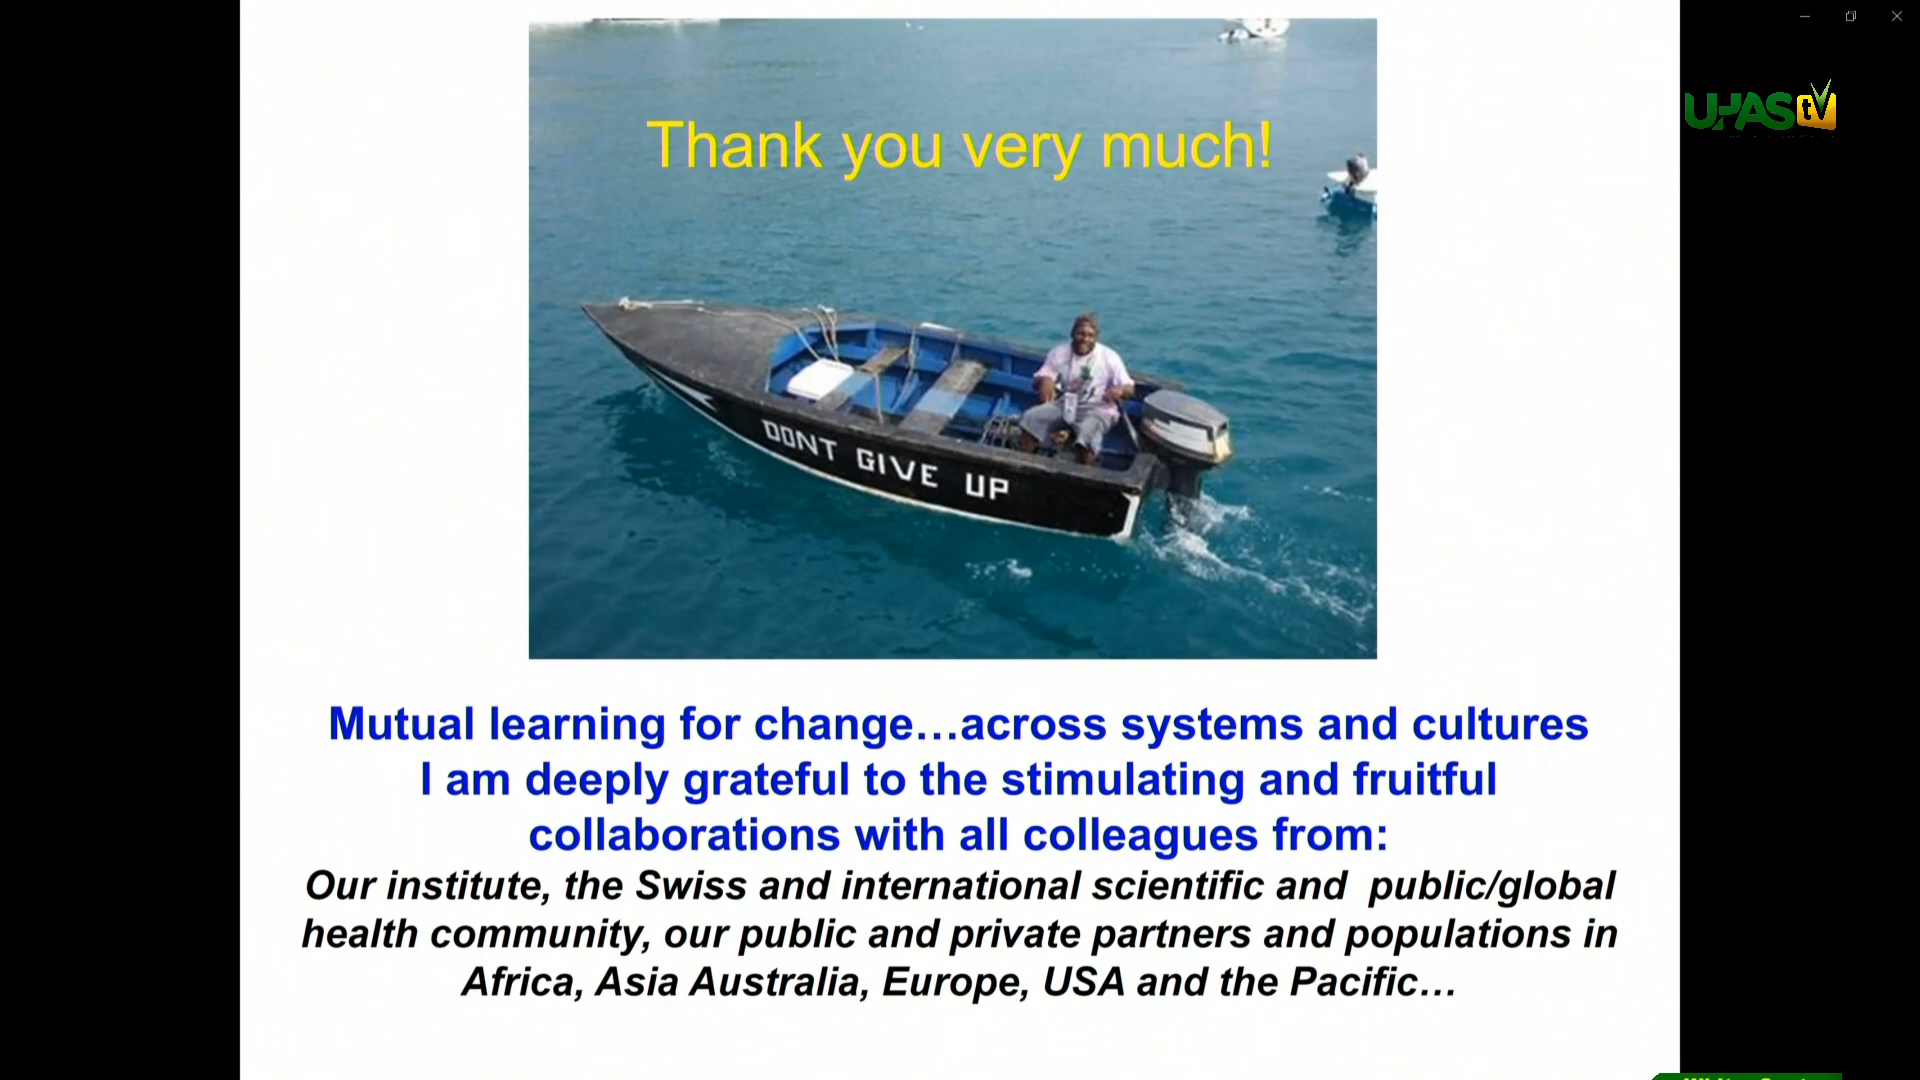 UHAS tv
Thank you very much!
DONT GIVE UP
Mutual learning for change…across systems and cultures
I am deeply grateful to the stimulating and fruitful
collaborations with all colleagues from:
Our institute, the Swiss and international scientific and public/global
health community, our public and private partners and populations in
Africa, Asia Australia, Europe, USA and the Pacific…